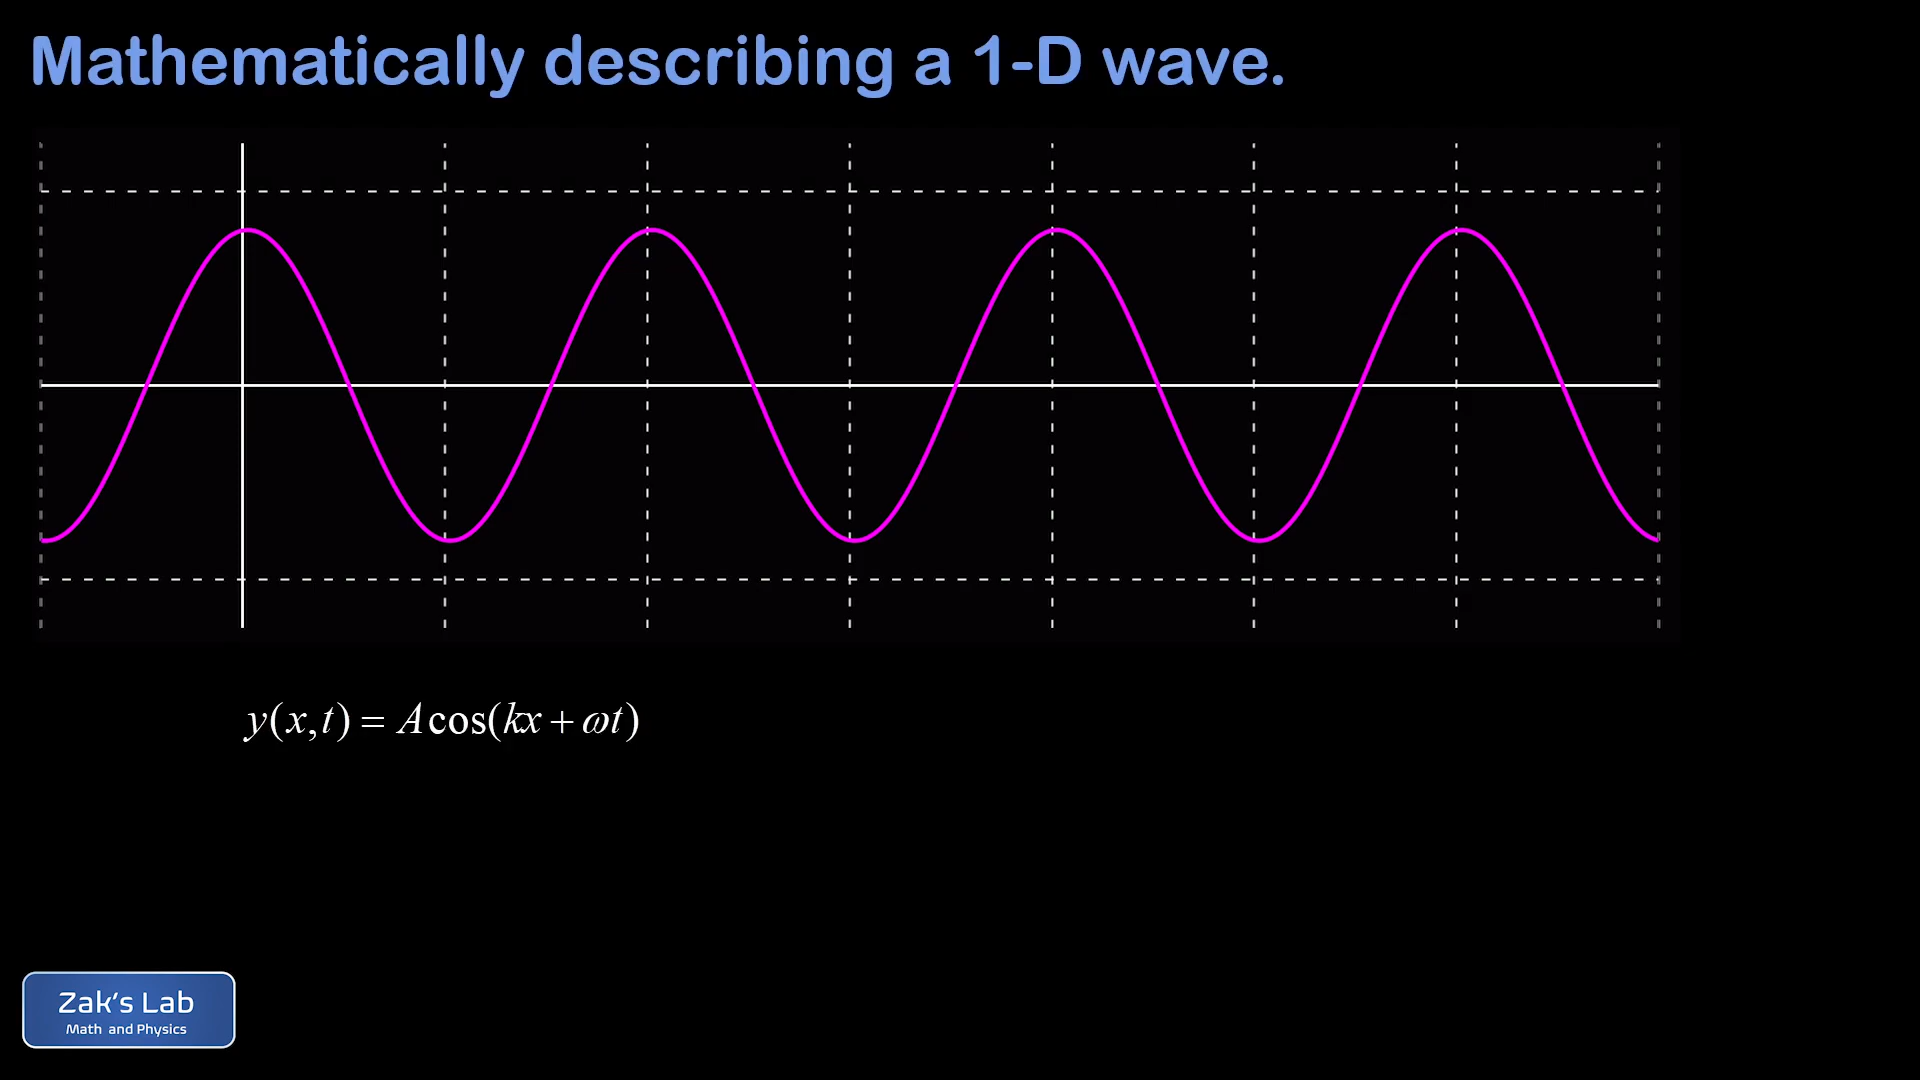 Mathematically describing a 1-D wave.
y(x,t) = A cos(kx + ωt)
Zak's Lab
Math and Physics